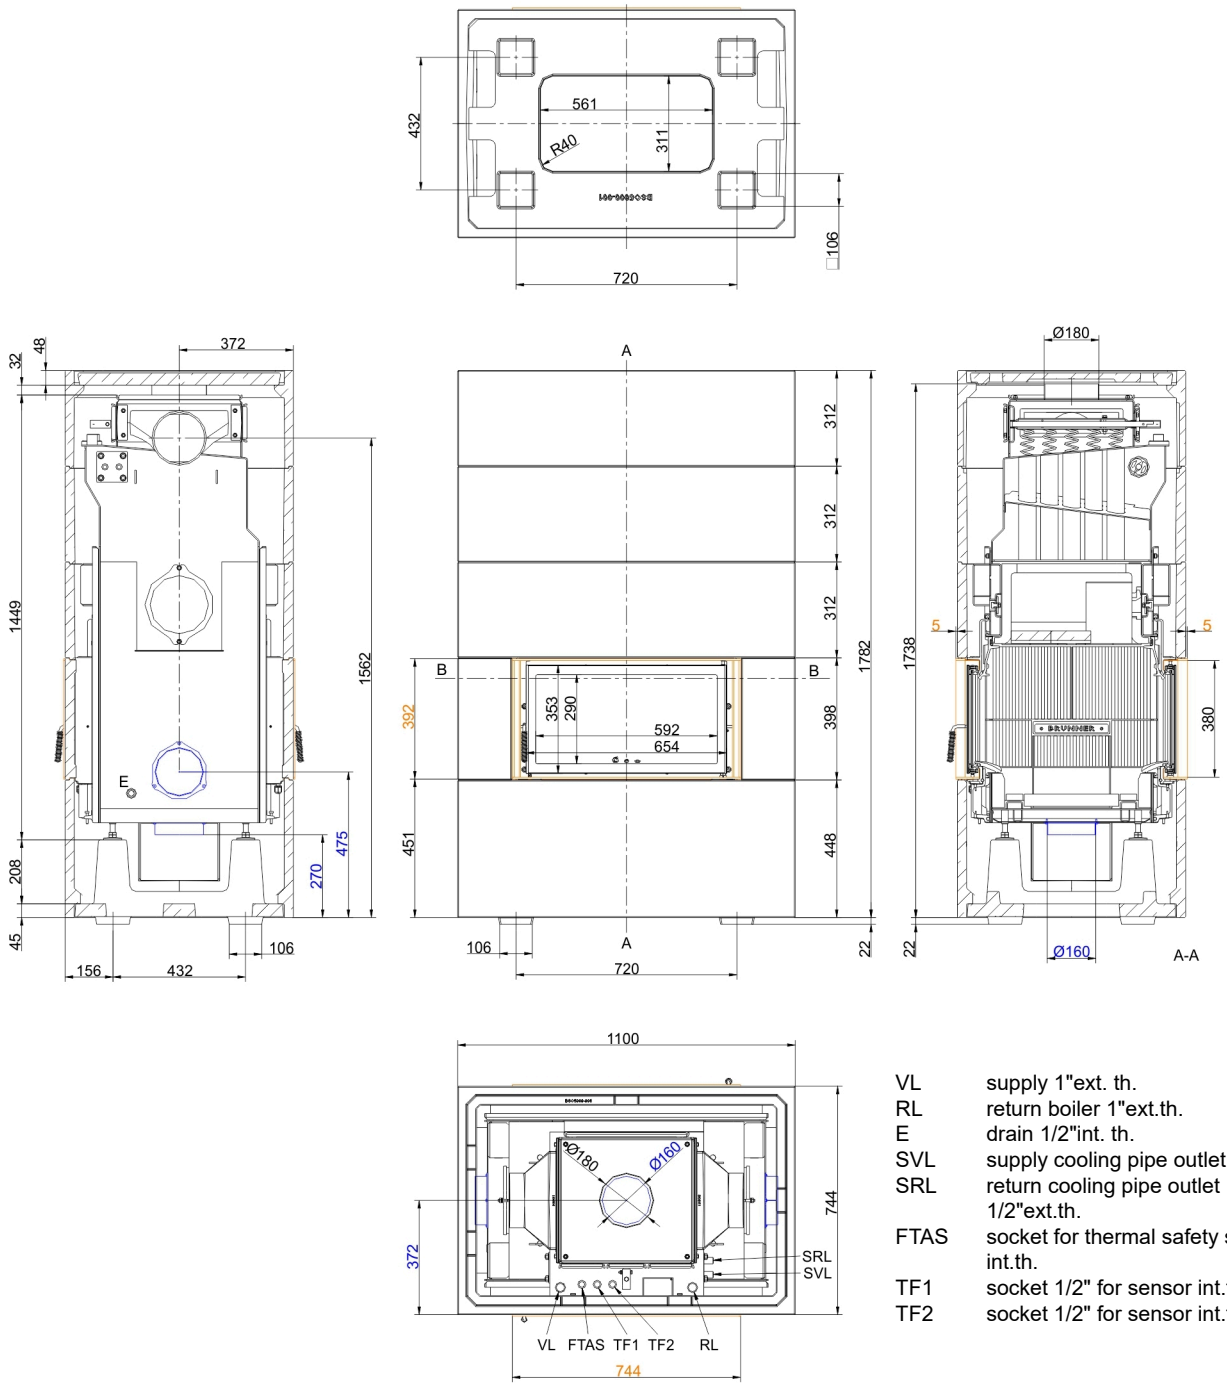 432
561
R40
311
BSO6000-001
□106
720
32
48
372
1449
208
45
E
1562
475
270
156
432
106
A
312
312
312
1782
B
B
392
353
290
592
654
398
451
448
106
720
A
22
Ø180
1738
5
5
380
BRUNNER
22
Ø160
A-A
1100
Ø180
Ø160
744
372
SRL
SVL
VL FTAS TF1 TF2 RL
744
VL supply 1"ext. th.
RL return boiler 1"ext.th.
E drain 1/2"int. th.
SVL supply cooling pipe outlet
SRL return cooling pipe outlet
1/2"ext.th.
FTAS socket for thermal safety
int.th.
TF1 socket 1/2" for sensor int.
TF2 socket 1/2" for sensor int.